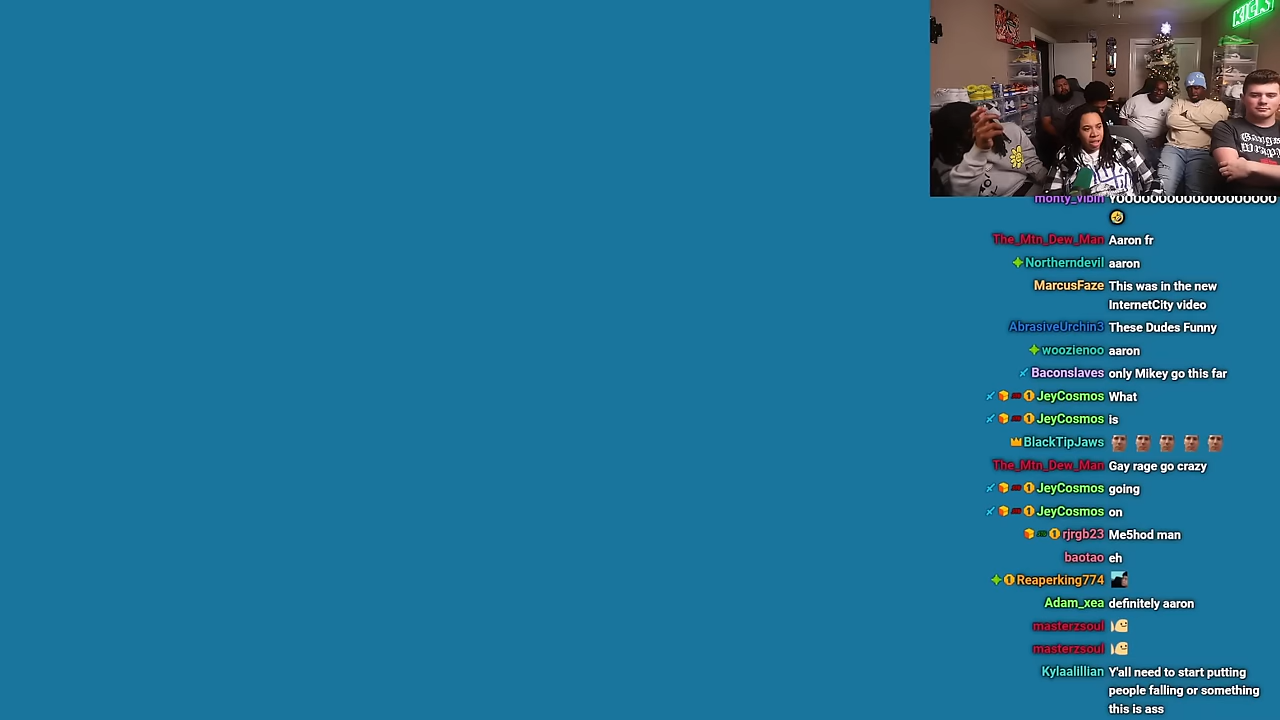 KICKS
monty_vibin YOUUUUUUUUUUUUUUUUUU
The_Mtn_Dew_Man Aaron fr
Northerndevil aaron
MarcusFaze This was in the new
InternetCity video
AbrasiveUrchin3 These Dudes Funny
woozienoo aaron
Baconslaves only Mikey go this far
JeyCosmos What
JeyCosmos is
BlackTipJaws
The_Mtn_Dew_Man Gay rage go crazy
JeyCosmos going
JeyCosmos on
rjrgb23 Me5hod man
baotao eh
Reaperking774
Adam_xea definitely aaron
masterzsoul
masterzsoul
Kylaalillian Y'all need to start putting
people falling or something
this is ass